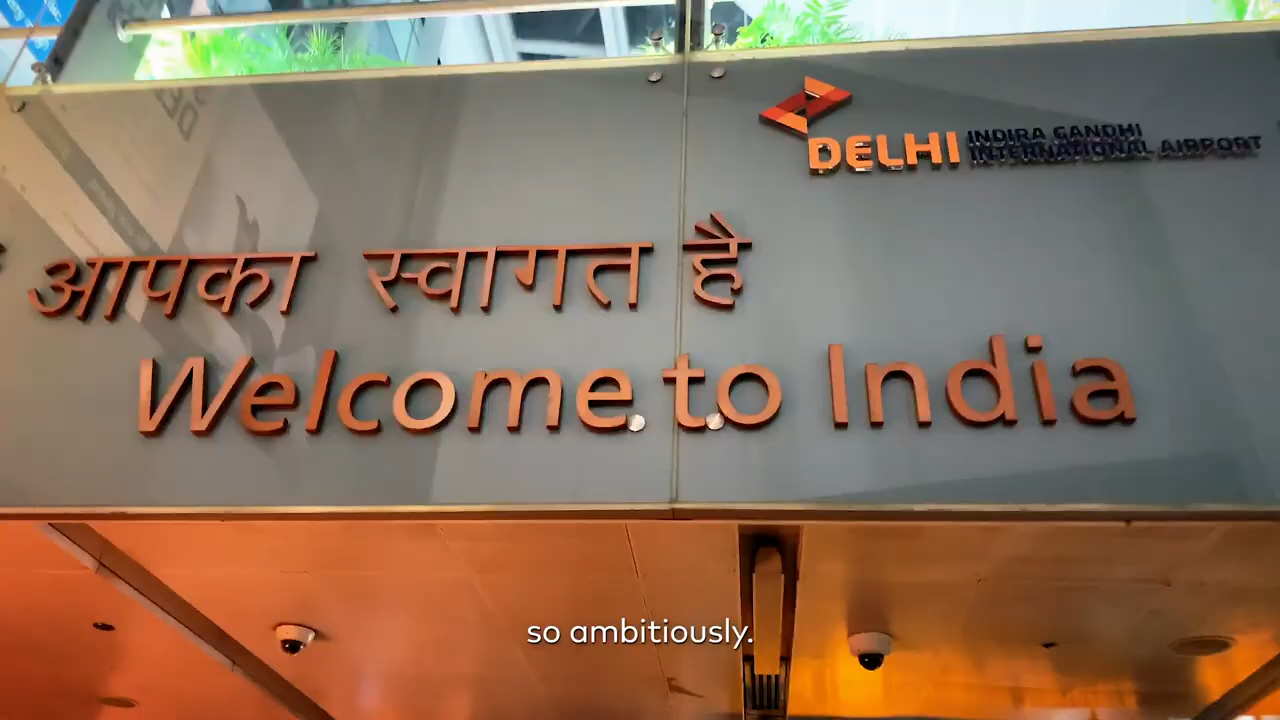 DELHI INDIRA GANDHI
INTERNATIONAL AIRPORT
आपका स्वागत है
Welcome to India
so ambitiously.